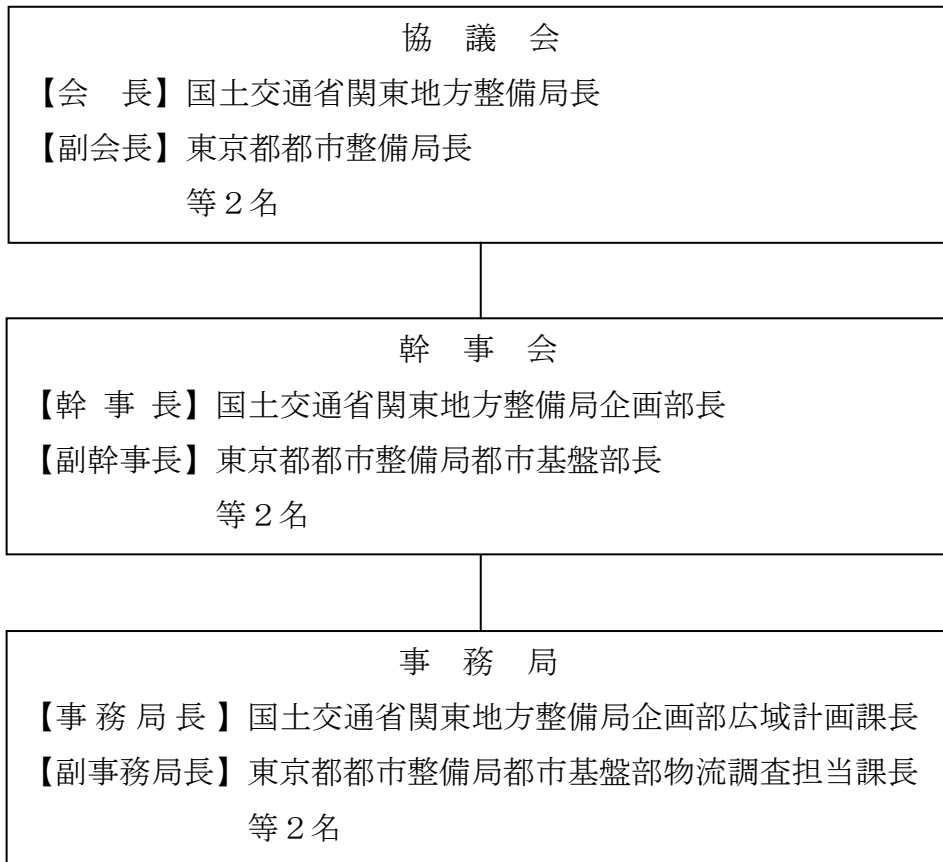 協　議　会
【会　長】国土交通省関東地方整備局長
【副会長】東京都都市整備局長
等２名
幹　事　会
【幹 事 長】国土交通省関東地方整備局企画部長
【副幹事長】東京都都市整備局都市基盤部長
等２名
事　務　局
【事 務 局 長 】国土交通省関東地方整備局企画部広域計画課長
【副事務局長】東京都都市整備局都市基盤部物流調査担当課長
等２名